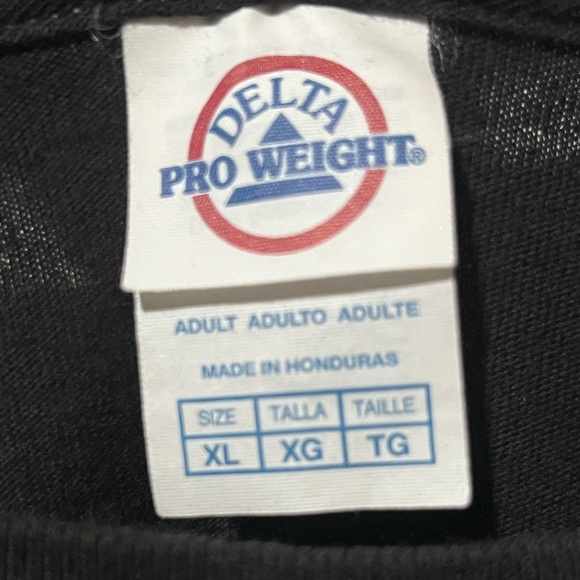 DELTA
PRO WEIGHT®
ADULT ADULTO ADULTE
MADE IN HONDURAS
SIZE TALLA TAILLE
XL XG TG